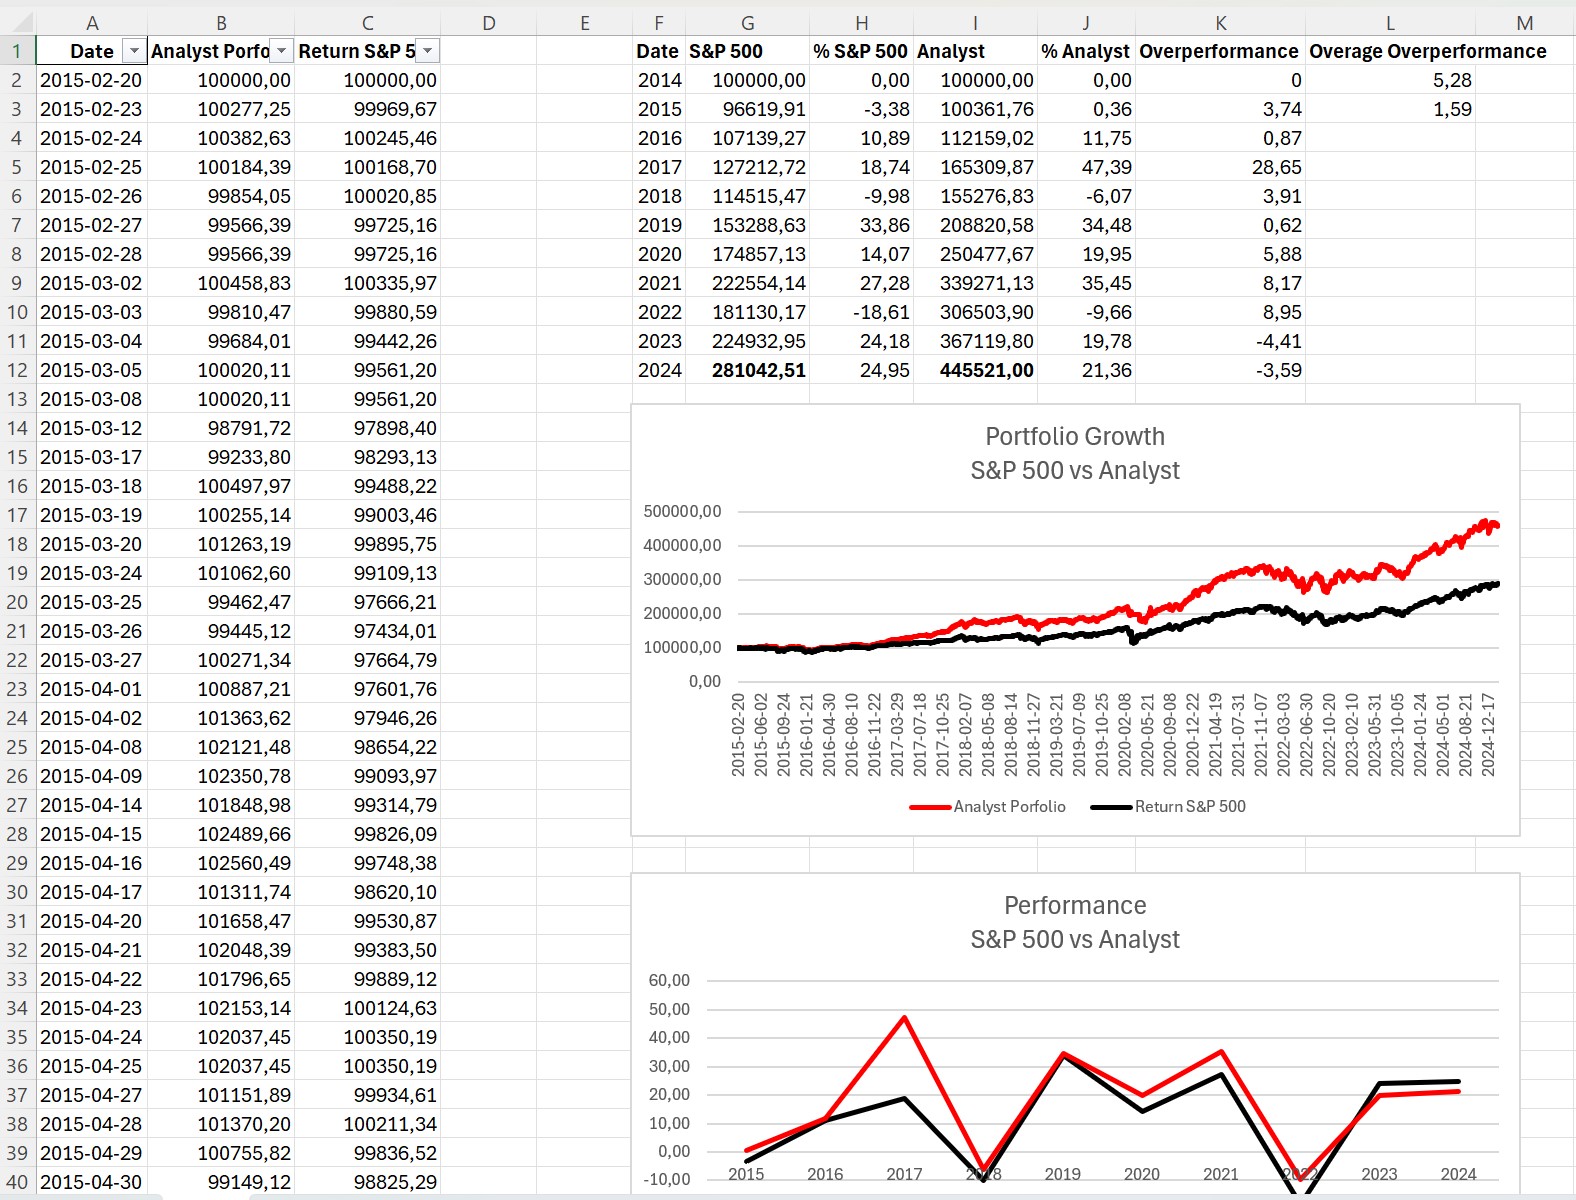 A B C D E F G H I J K L M
1 Date Analyst Porfo Return S&P 5 Date S&P 500 % S&P 500 Analyst % Analyst Overperformance Overage Overperformance
2 2015-02-20 100000,00 100000,00 2014 100000,00 0,00 100000,00 0,00 0 5,28
3 2015-02-23 100277,25 99969,67 2015 96619,91 -3,38 100361,76 0,36 3,74 1,59
4 2015-02-24 100382,63 100245,46 2016 107139,27 10,89 112159,02 11,75 0,87
5 2015-02-25 100184,39 100168,70 2017 127212,72 18,74 165309,87 47,39 28,65
6 2015-02-26 99854,05 100020,85 2018 114515,47 -9,98 155276,83 -6,07 3,91
7 2015-02-27 99566,39 99725,16 2019 153288,63 33,86 208820,58 34,48 0,62
8 2015-02-28 99566,39 99725,16 2020 174857,13 14,07 250477,67 19,95 5,88
9 2015-03-02 100458,83 100335,97 2021 222554,14 27,28 339271,13 35,45 8,17
10 2015-03-03 99810,47 99880,59 2022 181130,17 -18,61 306503,90 -9,66 8,95
11 2015-03-04 99684,01 99442,26 2023 224932,95 24,18 367119,80 19,78 -4,41
12 2015-03-05 100020,11 99561,20 2024 281042,51 24,95 445521,00 21,36 -3,59
13 2015-03-08 100020,11 99561,20
14 2015-03-12 98791,72 97898,40
15 2015-03-17 99233,80 98293,13
16 2015-03-18 100497,97 99488,22
17 2015-03-19 100255,14 99003,46
18 2015-03-20 101263,19 99895,75
19 2015-03-24 101062,60 99109,13
20 2015-03-25 99462,47 97666,21
21 2015-03-26 99445,12 97434,01
22 2015-03-27 100271,34 97664,79
23 2015-04-01 100887,21 97601,76
24 2015-04-02 101363,62 97946,26
25 2015-04-08 102121,48 98654,22
26 2015-04-09 102350,78 99093,97
27 2015-04-14 101848,98 99314,79
28 2015-04-15 102489,66 99826,09
29 2015-04-16 102560,49 99748,38
30 2015-04-17 101311,74 98620,10
31 2015-04-20 101658,47 99530,87
32 2015-04-21 102048,39 99383,50
33 2015-04-22 101796,65 99889,12
34 2015-04-23 102153,14 100124,63
35 2015-04-24 102037,45 100350,19
36 2015-04-25 102037,45 100350,19
37 2015-04-27 101151,89 99934,61
38 2015-04-28 101370,20 100211,34
39 2015-04-29 100755,82 99836,52
40 2015-04-30 99149,12 98825,29
Portfolio Growth
S&P 500 vs Analyst
500000,00
400000,00
300000,00
200000,00
100000,00
0,00
2015-02-20
2015-06-02
2015-09-24
2016-01-21
2016-04-30
2016-08-10
2016-11-22
2017-03-29
2017-07-18
2017-10-25
2018-02-07
2018-05-08
2018-08-14
2018-11-27
2019-03-21
2019-07-09
2019-10-25
2020-02-08
2020-05-21
2020-09-08
2020-12-22
2021-04-19
2021-07-31
2021-11-07
2022-03-03
2022-06-30
2022-10-20
2023-02-10
2023-05-31
2023-10-05
2024-01-24
2024-05-01
2024-08-21
2024-12-17
Analyst Porfolio Return S&P 500
Performance
S&P 500 vs Analyst
60,00
50,00
40,00
30,00
20,00
10,00
0,00
-10,00
2015 2016 2017 2018 2019 2020 2021 2022 2023 2024